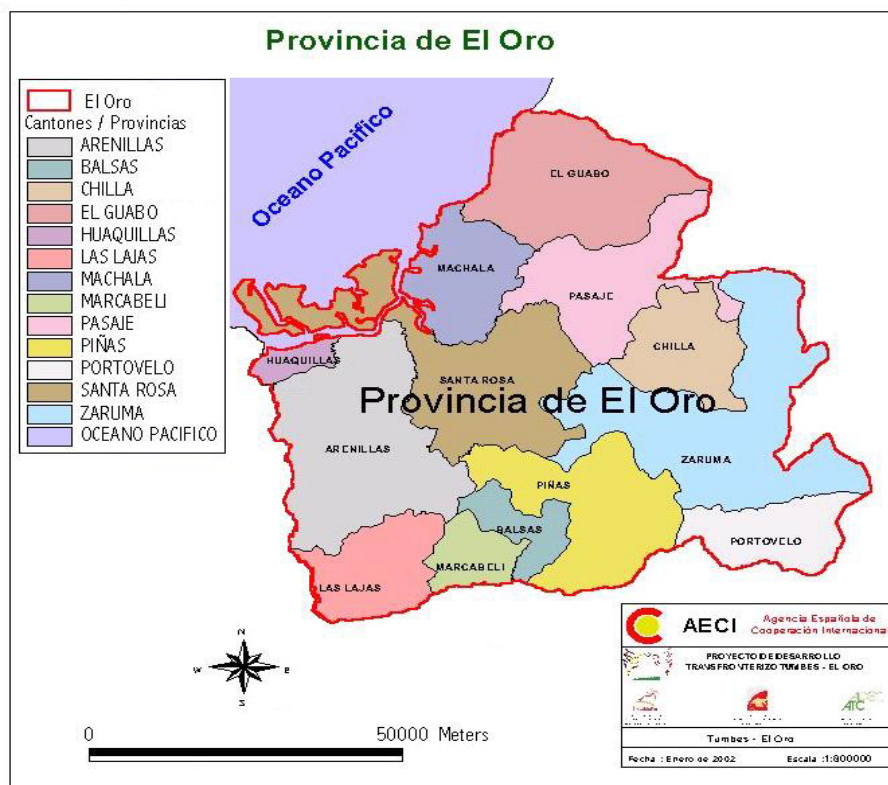 Provincia de El Oro
El Oro
Cantones / Provincias
ARENILLAS
BALSAS
CHILLA
EL GUABO
HUAQUILLAS
LAS LAJAS
MACHALA
MARCABELI
PASAJE
PIÑAS
PORTOVELO
SANTA ROSA
ZARUMA
OCEANO PACIFICO
Oceano Pacifico
EL GUABO
MACHALA
PASAJE
HUAQUILLAS
CHILLA
SANTA ROSA
Provincia de El Oro
ARENILLAS
ZARUMA
PIÑAS
BALSAS
PORTOVELO
MARCABELI
LAS LAJAS
N
W E
S
0 50000 Meters
AECI
Agencia Española de
Cooperación Internaciona
PROYECTO DE DESARROLLO
TRANSFRONTERIZO TUMBES - EL ORO
ATC
Tumbes - El Oro
Fecha : Enero de 2002 Escala :1:800000